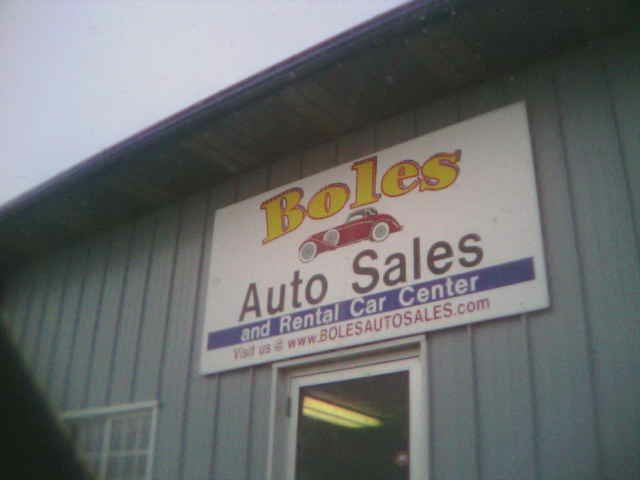 Boles
Auto Sales
and Rental Car Center
Visit us @ www.BOLESAUTOSALES.com